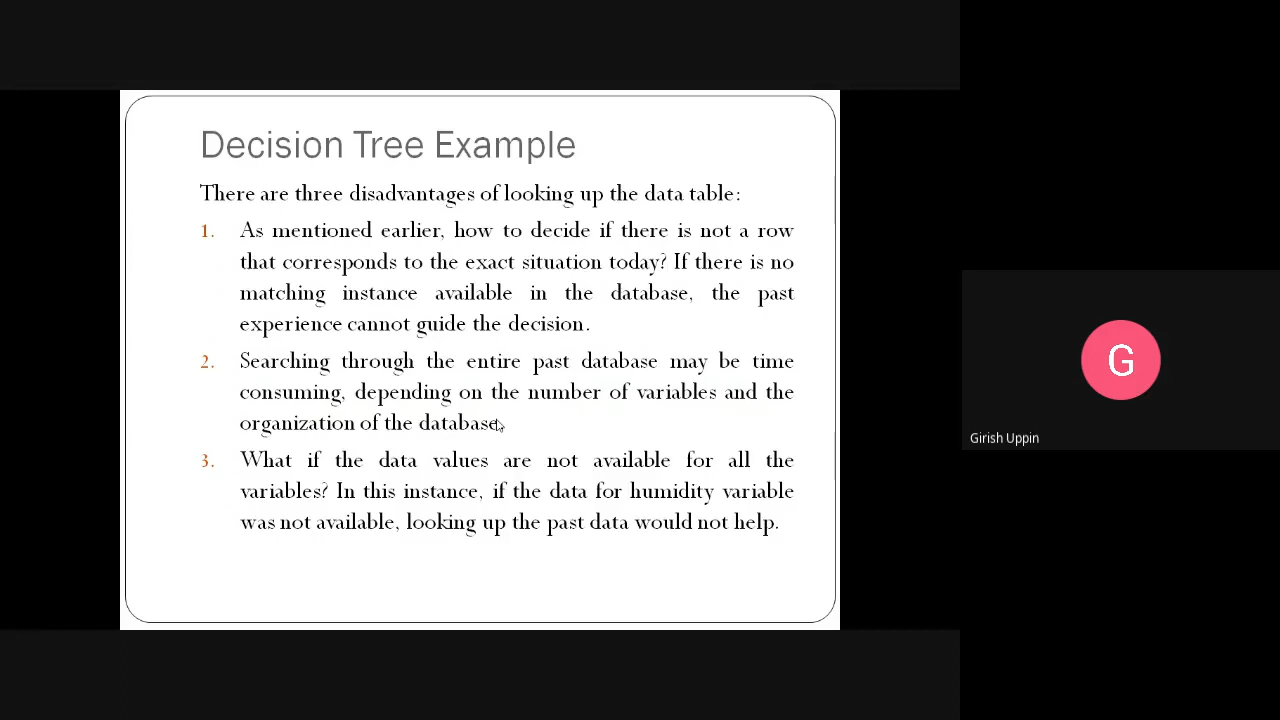 Decision Tree Example
There are three disadvantages of looking up the data table:
1. As mentioned earlier, how to decide if there is not a row
that corresponds to the exact situation today? If there is no
matching instance available in the database, the past
experience cannot guide the decision.
2. Searching through the entire past database may be time
consuming, depending on the number of variables and the
organization of the database.
3. What if the data values are not available for all the
variables? In this instance, if the data for humidity variable
was not available, looking up the past data would not help.
G
Girish Uppin